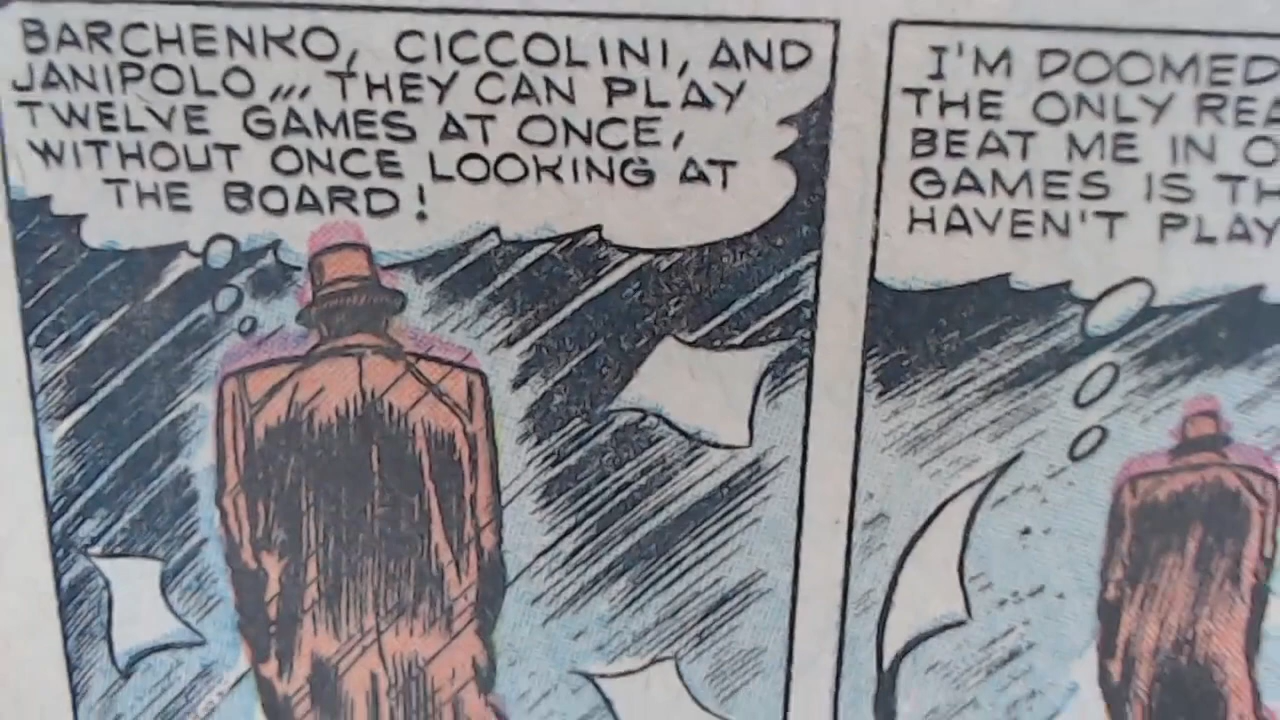 BARCHENKO, CICCOLINI, AND
JANIPOLO ,,, THEY CAN PLAY
TWELVE GAMES AT ONCE,
WITHOUT ONCE LOOKING AT
THE BOARD!
I'M DOOMED
THE ONLY
BEAT ME IN
GAMES IS
HAVEN'T PLAY